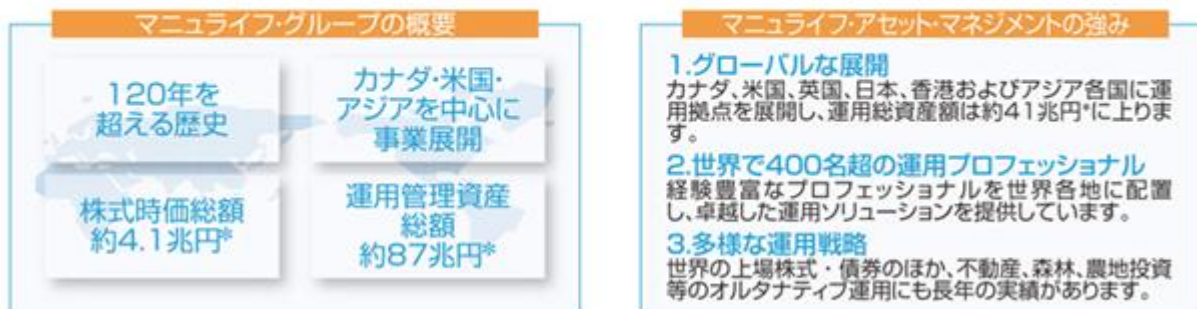 マニュライフ・グループの概要
120年を
超える歴史
カナダ・米国・
アジアを中心に
事業展開
株式時価総額
約4.1兆円*
運用管理資産
総額
約87兆円*
マニュライフ・アセット・マネジメントの強み
1.グローバルな展開
カナダ、米国、英国、日本、香港およびアジア各国に運
用拠点を展開し、運用総資産額は約41兆円*に上りま
す。
2.世界で400名超の運用プロフェッショナル
経験豊富なプロフェッショナルを世界各地に配置
し、卓越した運用ソリューションを提供しています。
3.多様な運用戦略
世界の上場株式・債券のほか、不動産、森林、農地投資
等のオルタナティブ運用にも長年の実績があります。